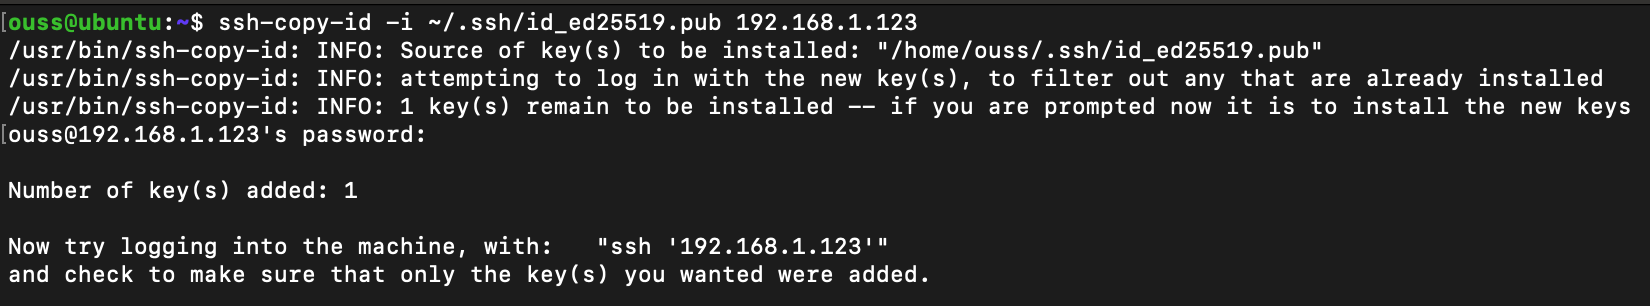 ouss@ubuntu:~$ ssh-copy-id -i ~/.ssh/id_ed25519.pub 192.168.1.123
/usr/bin/ssh-copy-id: INFO: Source of key(s) to be installed: "/home/ouss/.ssh/id_ed25519.pub"
/usr/bin/ssh-copy-id: INFO: attempting to log in with the new key(s), to filter out any that are already installed
/usr/bin/ssh-copy-id: INFO: 1 key(s) remain to be installed -- if you are prompted now it is to install the new keys
ouss@192.168.1.123's password:
Number of key(s) added: 1
Now try logging into the machine, with:   "ssh '192.168.1.123'"
and check to make sure that only the key(s) you wanted were added.